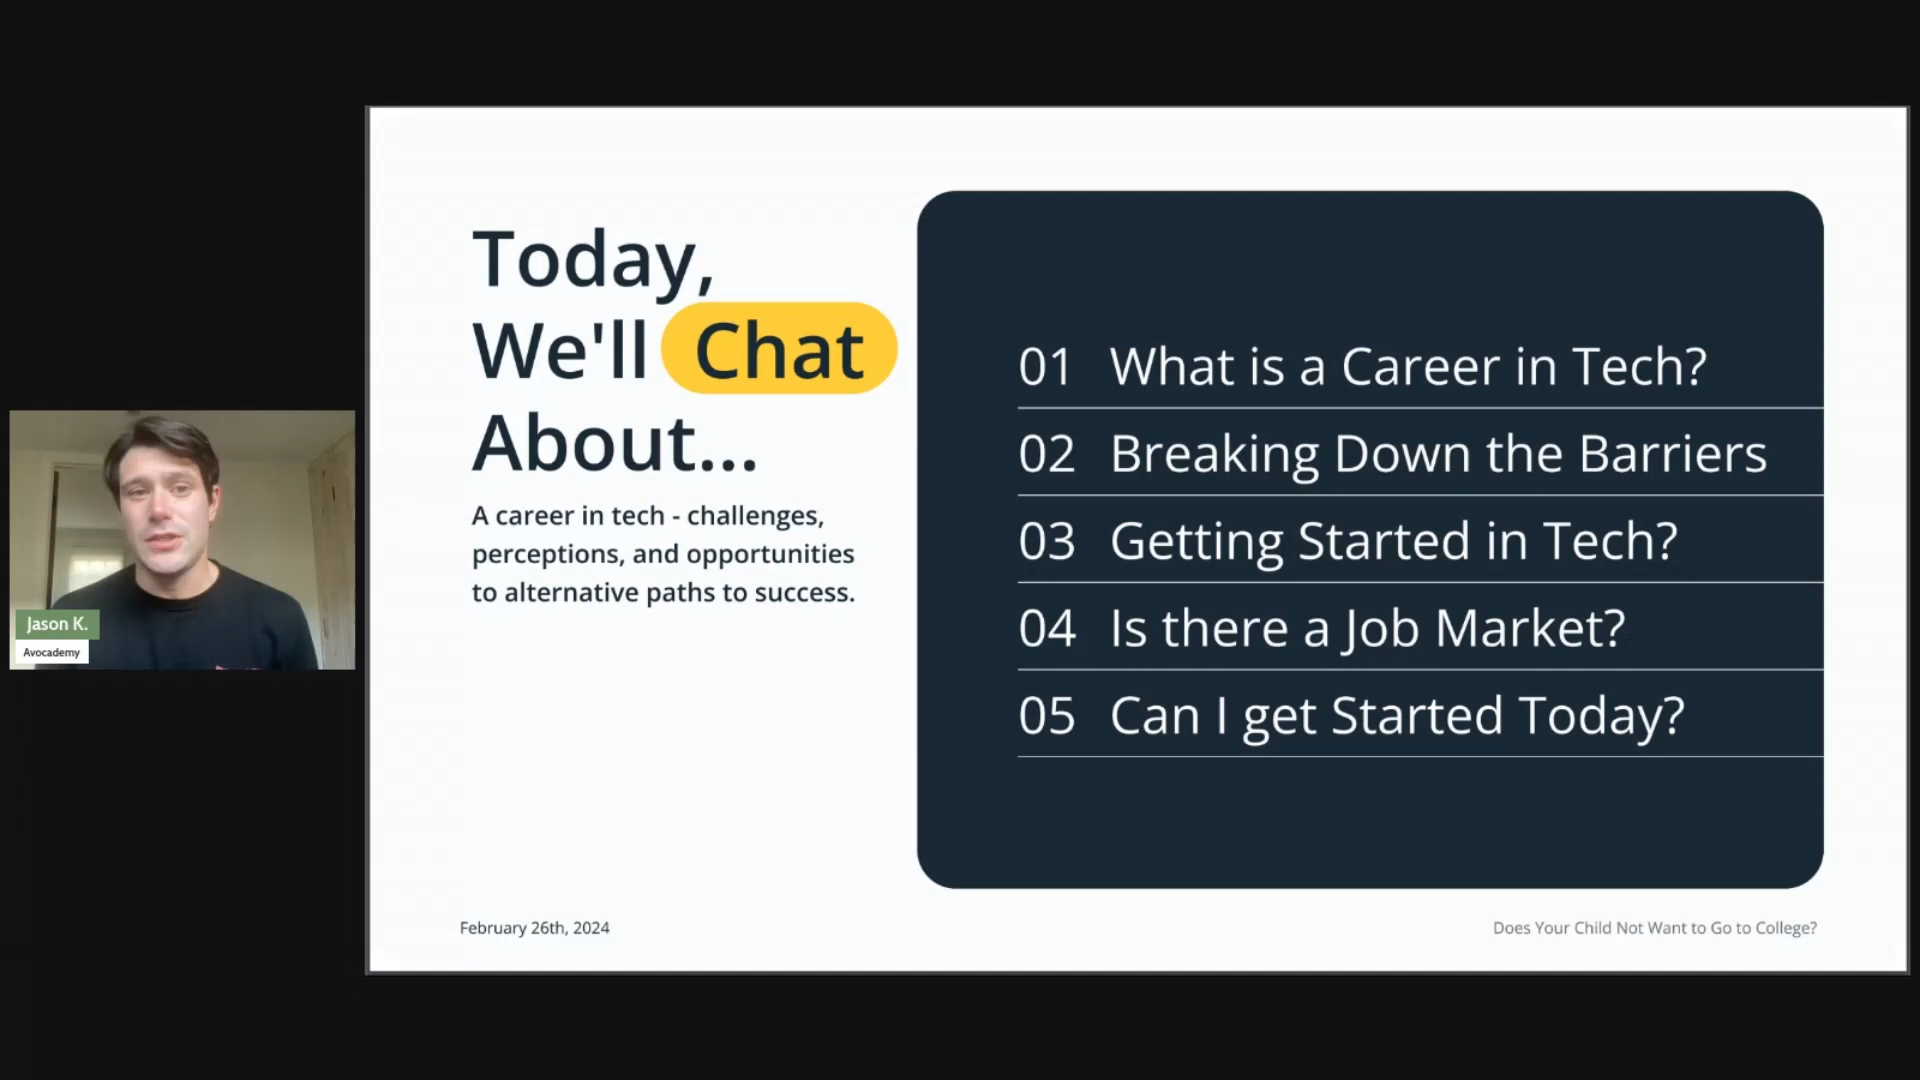 Today,
We'll Chat
About...
A career in tech - challenges,
perceptions, and opportunities
to alternative paths to success.
01 What is a Career in Tech?
02 Breaking Down the Barriers
03 Getting Started in Tech?
04 Is there a Job Market?
05 Can I get Started Today?
Jason K.
Avocademy
February 26th, 2024
Does Your Child Not Want to Go to College?